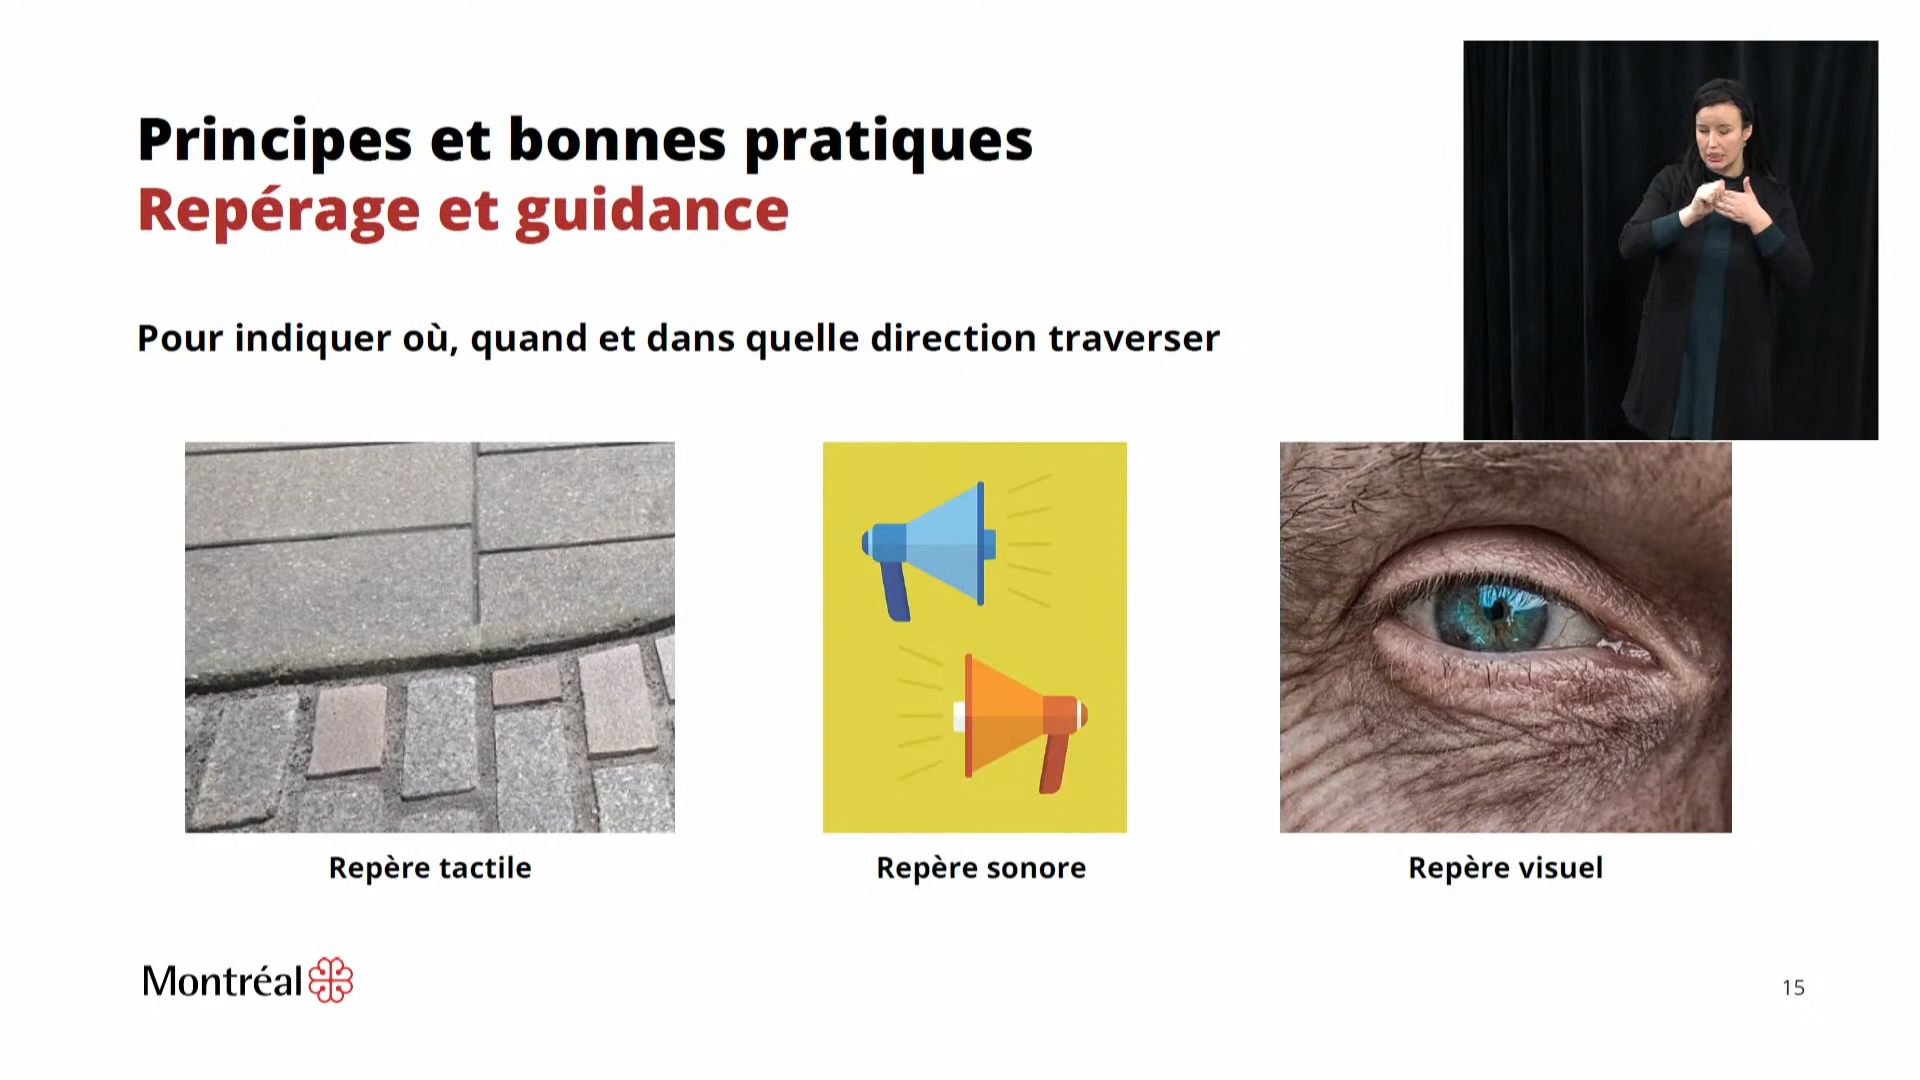 Principes et bonnes pratiques
Repérage et guidance
Pour indiquer où, quand et dans quelle direction traverser
Repère tactile
Repère sonore
Repère visuel
Montréal
15